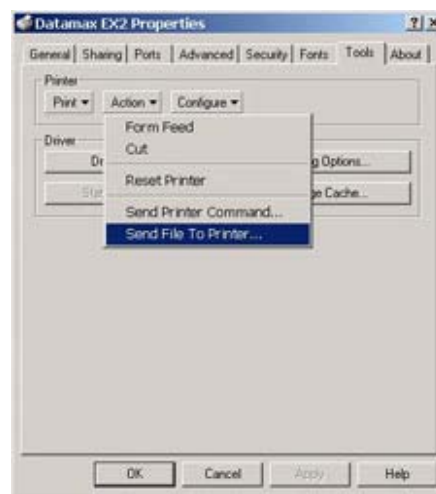 Datamax EX2 Properties
General Sharing Ports Advanced Security Fonts Tools About
Printer
Print Action Configure
Form Feed
Cut
Driver
g Options...
Reset Printer
Send Printer Command...
Send File To Printer...
OK Cancel Apply Help